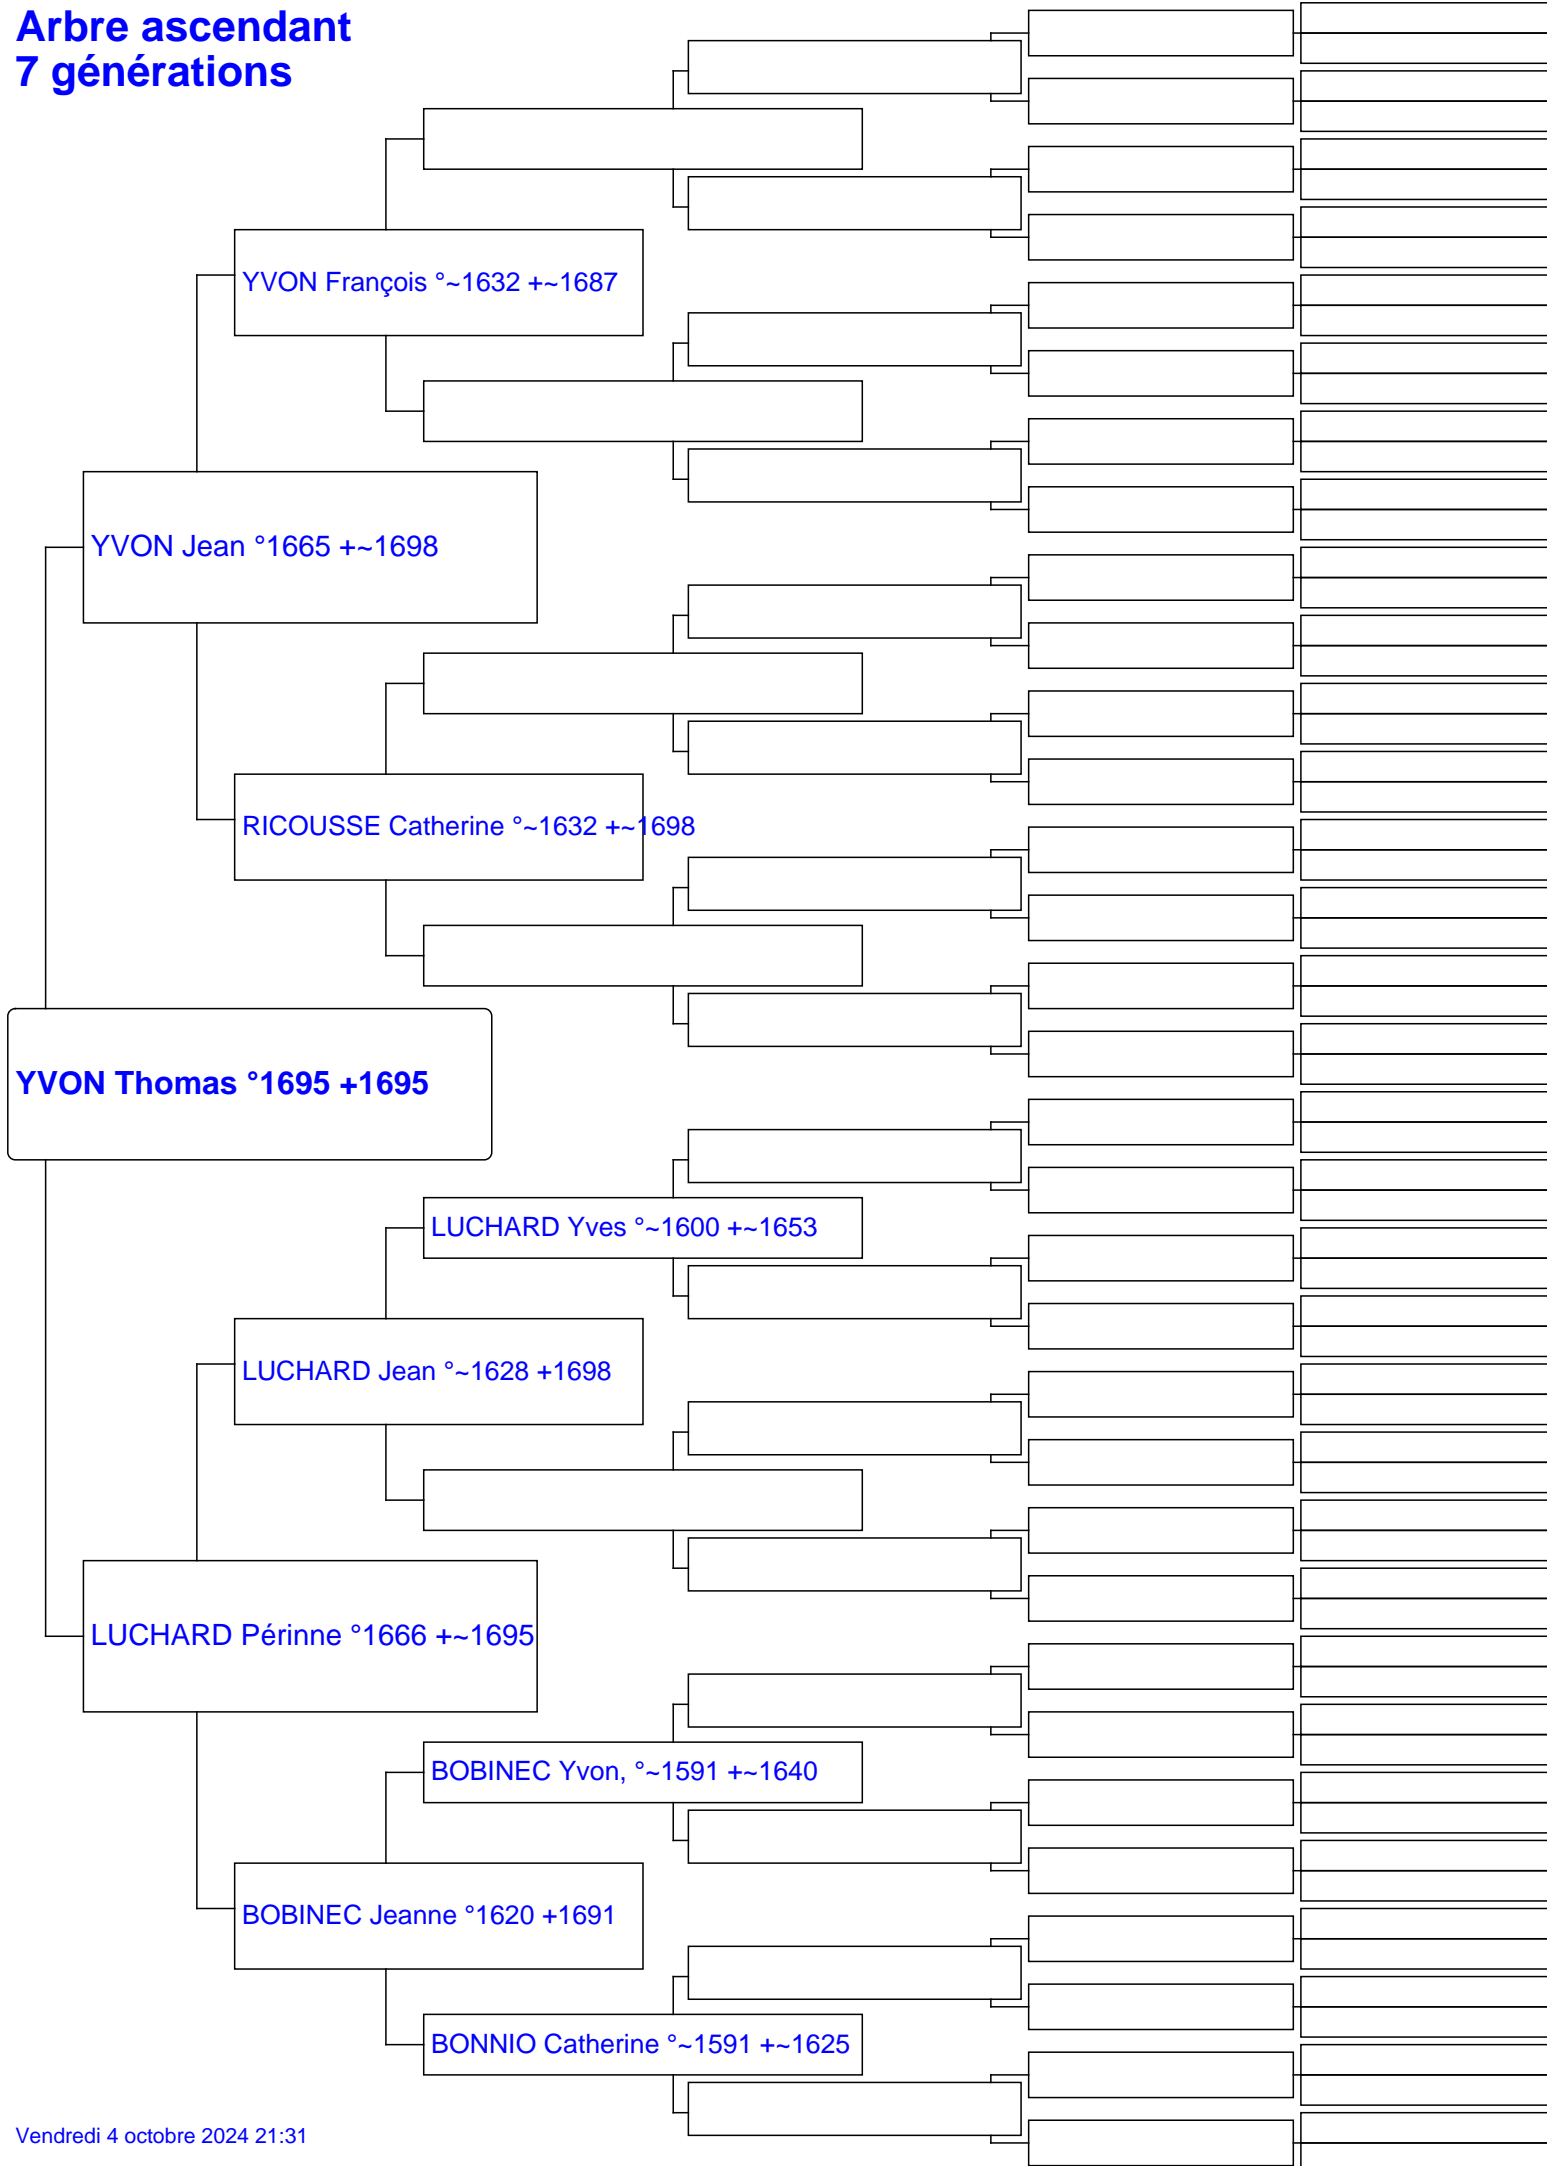 Arbre ascendant
7 générations
YVON François °~1632 +~1687
YVON Jean °1665 +~1698
RICOUSSE Catherine °~1632 +~1698
YVON Thomas °1695 +1695
LUCHARD Yves °~1600 +~1653
LUCHARD Jean °~1628 +1698
LUCHARD Périnne °1666 +~1695
BOBINEC Yvon, °~1591 +~1640
BOBINEC Jeanne °1620 +1691
BONNIO Catherine °~1591 +~1625
Vendredi 4 octobre 2024 21:31